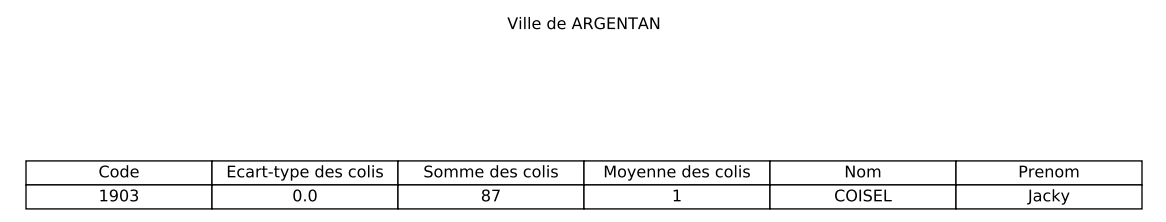 Ville de ARGENTAN
Code Ecart-type des colis Somme des colis Moyenne des colis Nom Prenom
1903 0.0 87 1 COISEL Jacky